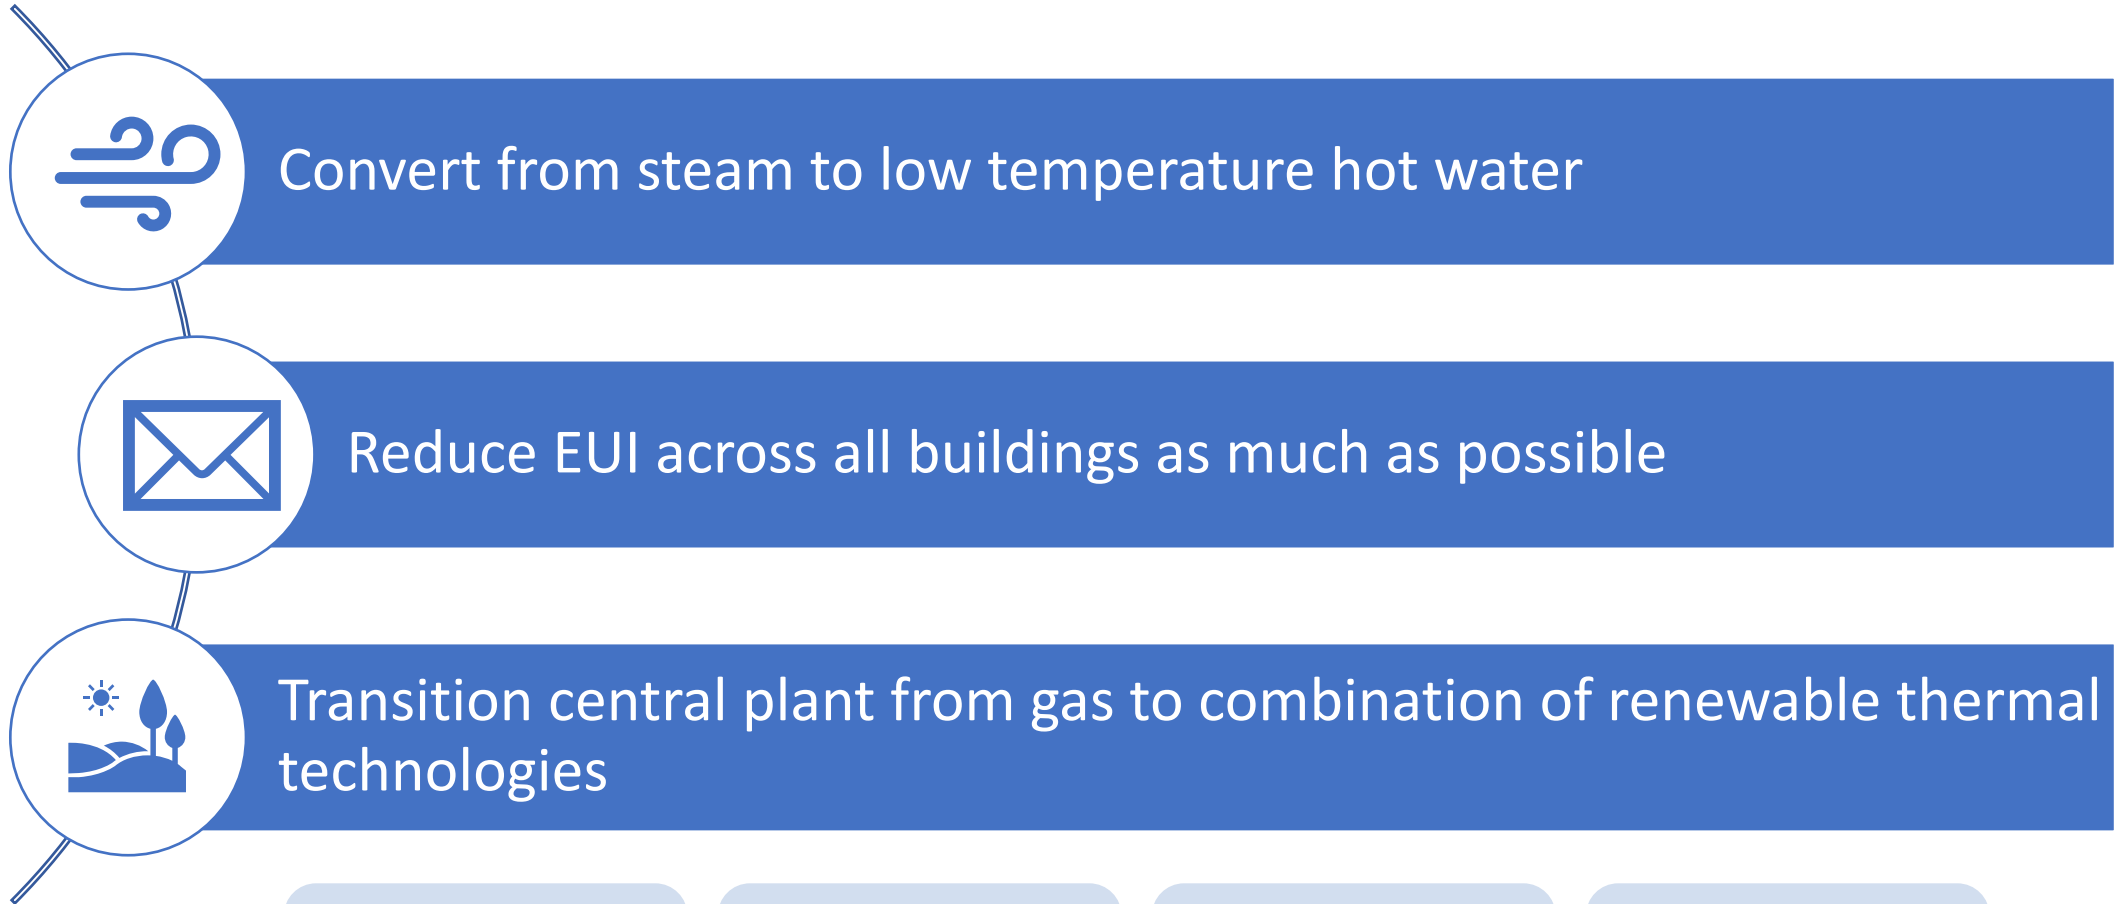 Convert from steam to low temperature hot water
Reduce EUI across all buildings as much as possible
Transition central plant from gas to combination of renewable thermal
technologies